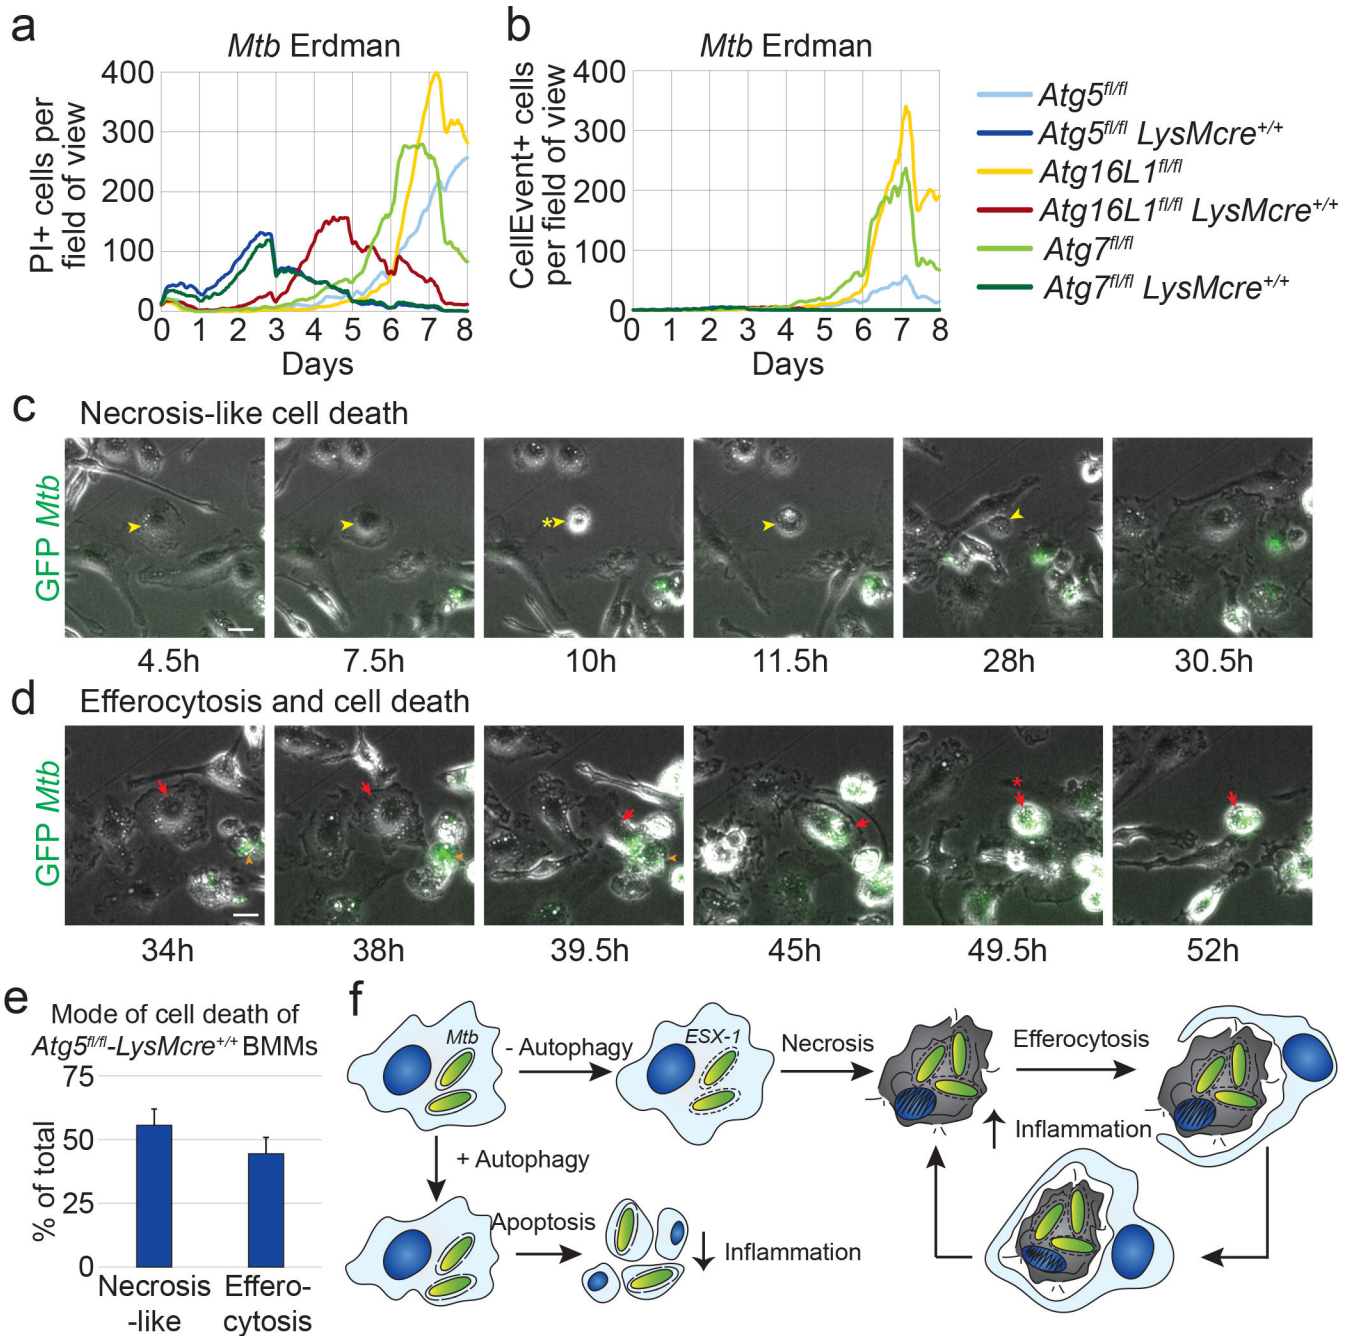 a
Mtb Erdman
PI+ cells per
field of view
400
300
200
100
0
0 1 2 3 4 5 6 7 8
Days
b
Mtb Erdman
CellEvent+ cells
per field of view
400
300
200
100
0
0 1 2 3 4 5 6 7 8
Days
Atg5fl/fl
Atg5fl/fl LysMcre+/+
Atg16L1fl/fl
Atg16L1fl/fl LysMcre+/+
Atg7fl/fl
Atg7fl/fl LysMcre+/+
c Necrosis-like cell death
GFP Mtb
*
4.5h 7.5h 10h 11.5h 28h 30.5h
d Efferocytosis and cell death
GFP Mtb
*
34h 38h 39.5h 45h 49.5h 52h
e
Mode of cell death of
Atg5fl/fl-LysMcre+/+ BMMs
% of total
75
50
25
0
Necrosis
-like
Effero-
cytosis
f
Mtb
- Autophagy
ESX-1
Necrosis
Efferocytosis
Inflammation
+ Autophagy
Apoptosis
Inflammation